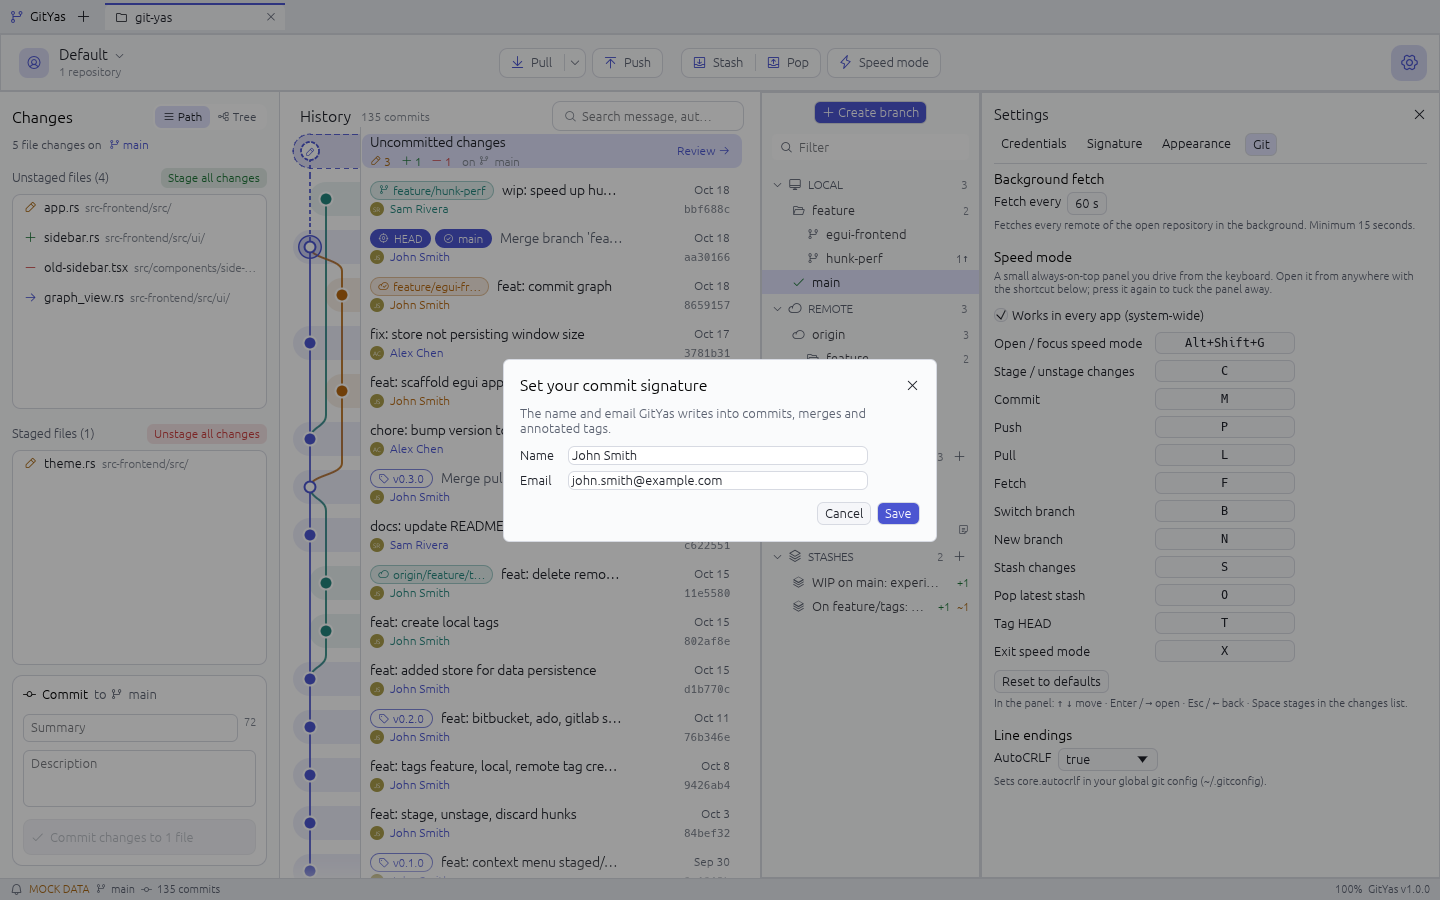 GitYas
git-yas
Default
1 repository
Pull
Push
Stash
Pop
Speed mode
Changes
Path
Tree
5 file changes on main
Unstaged files (4)
Stage all changes
app.rs src-frontend/src/
sidebar.rs src-frontend/src/ui/
old-sidebar.tsx src/components/side-...
graph_view.rs src-frontend/src/ui/
Staged files (1)
Unstage all changes
theme.rs src-frontend/src/
Commit to main
Summary
72
Description
Commit changes to 1 file
History 135 commits
Search message, aut...
Uncommitted changes
3 + 1 − 1 on main
Review →
feature/hunk-perf wip: speed up hu... Oct 18
Sam Rivera bbf688c
HEAD main Merge branch 'fea... Oct 18
John Smith aa30166
feature/egui-fr... feat: commit graph Oct 18
John Smith 8659157
fix: store not persisting window size Oct 17
Alex Chen 3781b31
feat: scaffold egui app
John Smith
chore: bump version to
Alex Chen
v0.3.0 Merge pul
John Smith
docs: update README
Sam Rivera c622551
origin/feature/t... feat: delete remo... Oct 15
John Smith 11e5580
feat: create local tags Oct 15
John Smith 802af8e
feat: added store for data persistence Oct 15
John Smith d1b770c
v0.2.0 feat: bitbucket, ado, gitlab s... Oct 11
John Smith 76b346e
feat: tags feature, local, remote tag cre... Oct 8
John Smith 9426ab4
feat: stage, unstage, discard hunks Oct 3
John Smith 84bef32
v0.1.0 feat: context menu staged/... Sep 30
+ Create branch
Filter
LOCAL 3
feature 2
egui-frontend
hunk-perf 1↑
main
REMOTE 3
origin 3
feature 2
3 +
STASHES 2 +
WIP on main: experi... +1
On feature/tags: ... +1 ~1
Set your commit signature
The name and email GitYas writes into commits, merges and
annotated tags.
Name John Smith
Email john.smith@example.com
Cancel
Save
Settings
Credentials
Signature
Appearance
Git
Background fetch
Fetch every 60 s
Fetches every remote of the open repository in the background. Minimum 15 seconds.
Speed mode
A small always-on-top panel you drive from the keyboard. Open it from anywhere with
the shortcut below; press it again to tuck the panel away.
Works in every app (system-wide)
Open / focus speed mode Alt+Shift+G
Stage / unstage changes C
Commit M
Push P
Pull L
Fetch F
Switch branch B
New branch N
Stash changes S
Pop latest stash O
Tag HEAD T
Exit speed mode X
Reset to defaults
In the panel: ↑ ↓ move · Enter / → open · Esc / ← back · Space stages in the changes list.
Line endings
AutoCRLF true
Sets core.autocrlf in your global git config (~/.gitconfig).
MOCK DATA main 135 commits
100% GitYas v1.0.0